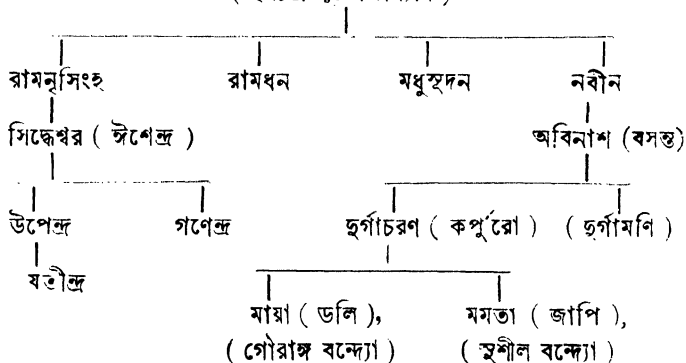 রামনৃসিংহ রামধন মধুসূদন নবীন
সিদ্ধেশ্বর ( ঈশেন্দ্র ) অবিনাশ (বসন্ত)
উপেন্দ্র গণেন্দ্র দুর্গাচরণ ( কর্পুরো ) ( দুর্গামণি )
যতীন্দ্র
মায়া ( ডলি ), মমতা ( জাপি ),
( গৌরাঙ্গ বন্দ্যো ) ( সুশীল বন্দ্যো )